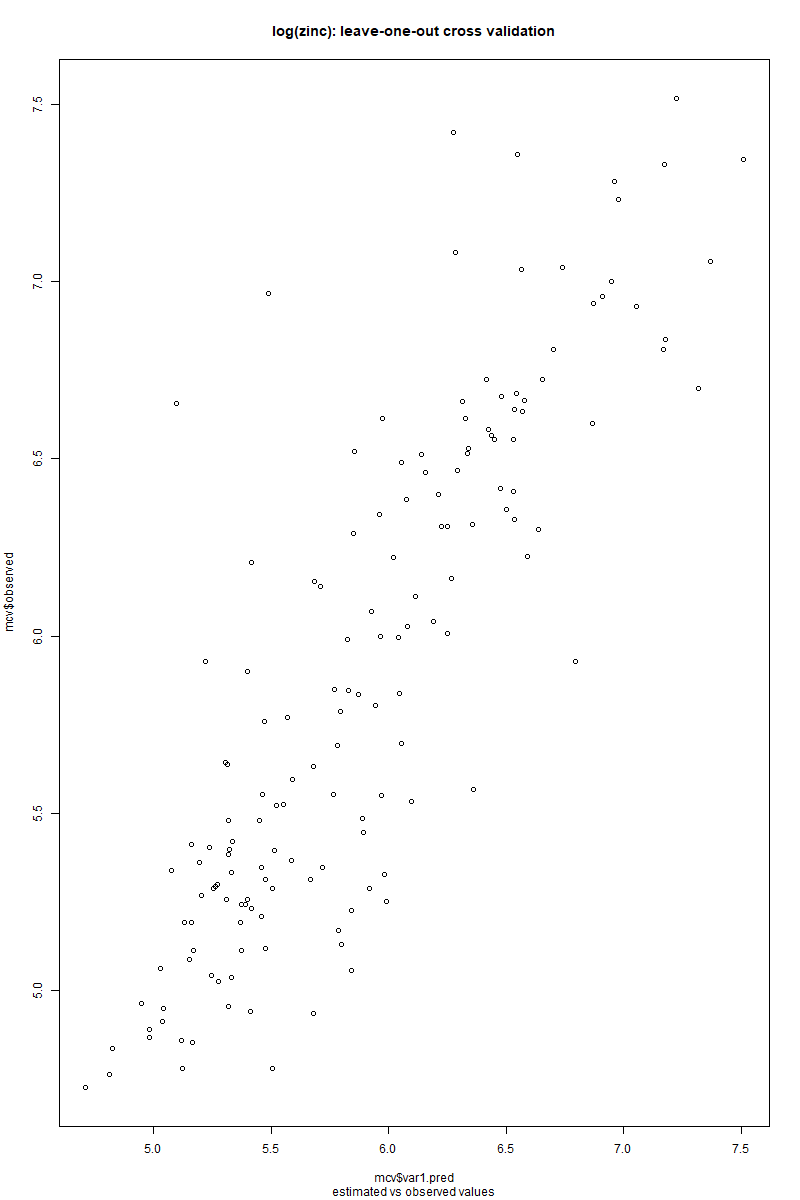 log(zinc): leave-one-out cross validation
7.5
7.0
6.5
6.0
5.5
5.0
mcv$observed
5.0 5.5 6.0 6.5 7.0 7.5
mcv$var1.pred
estimated vs observed values